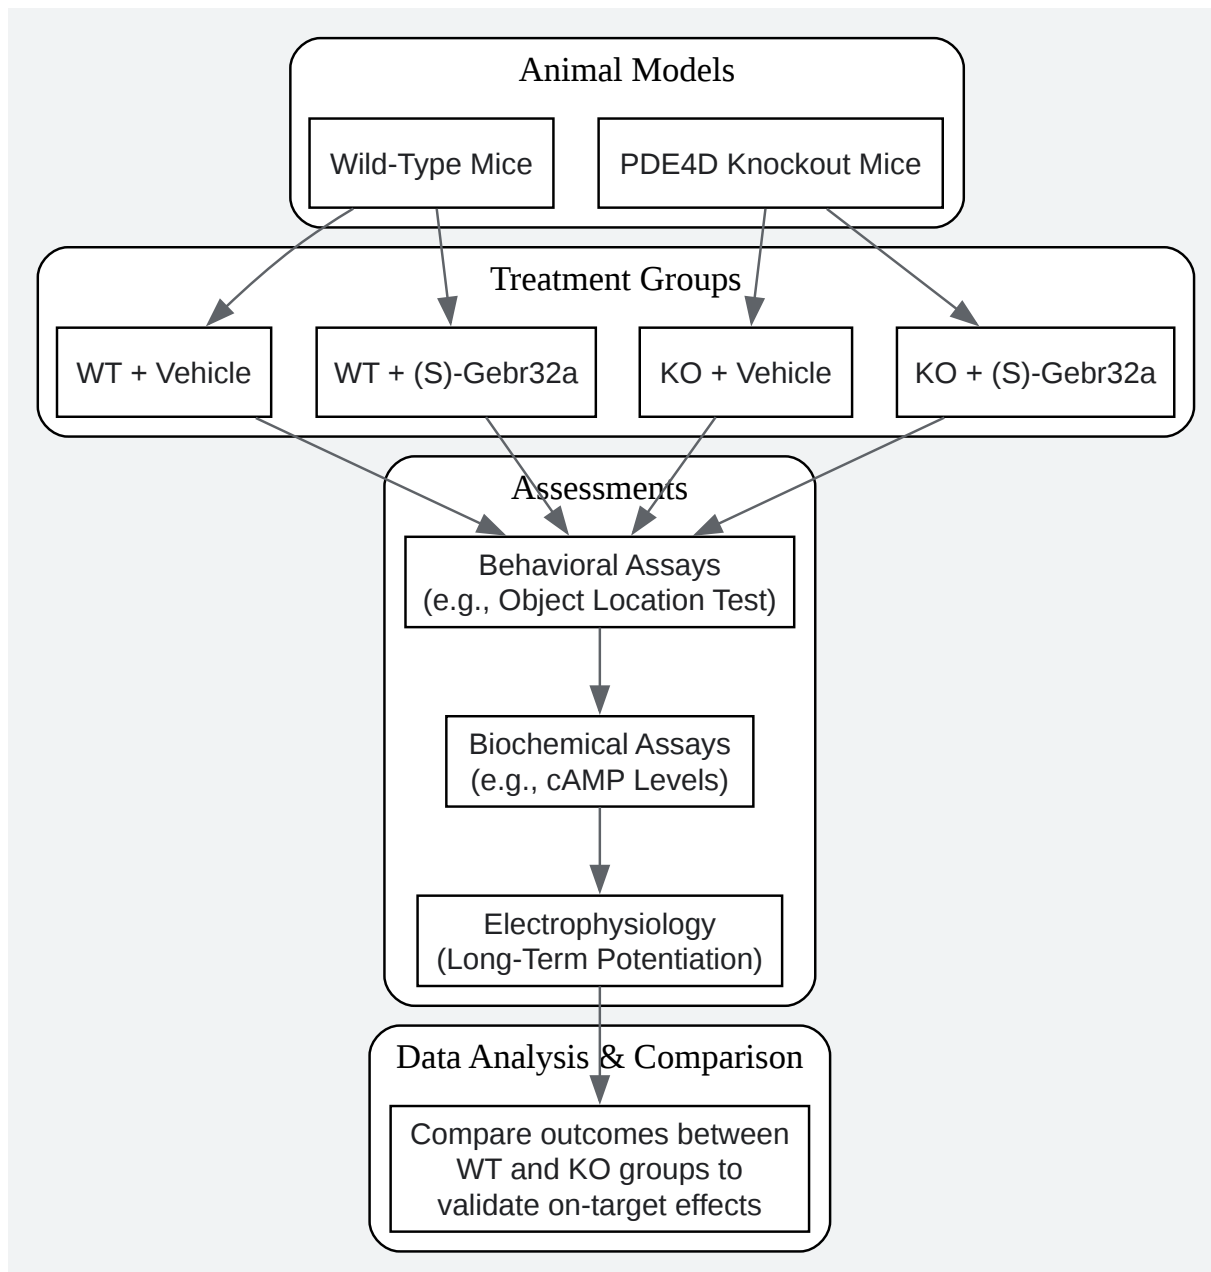 Animal Models
Wild-Type Mice
PDE4D Knockout Mice
Treatment Groups
WT + Vehicle
WT + (S)-Gebr32a
KO + Vehicle
KO + (S)-Gebr32a
Assessments
Behavioral Assays
(e.g., Object Location Test)
Biochemical Assays
(e.g., cAMP Levels)
Electrophysiology
(Long-Term Potentiation)
Data Analysis & Comparison
Compare outcomes between
WT and KO groups to
validate on-target effects